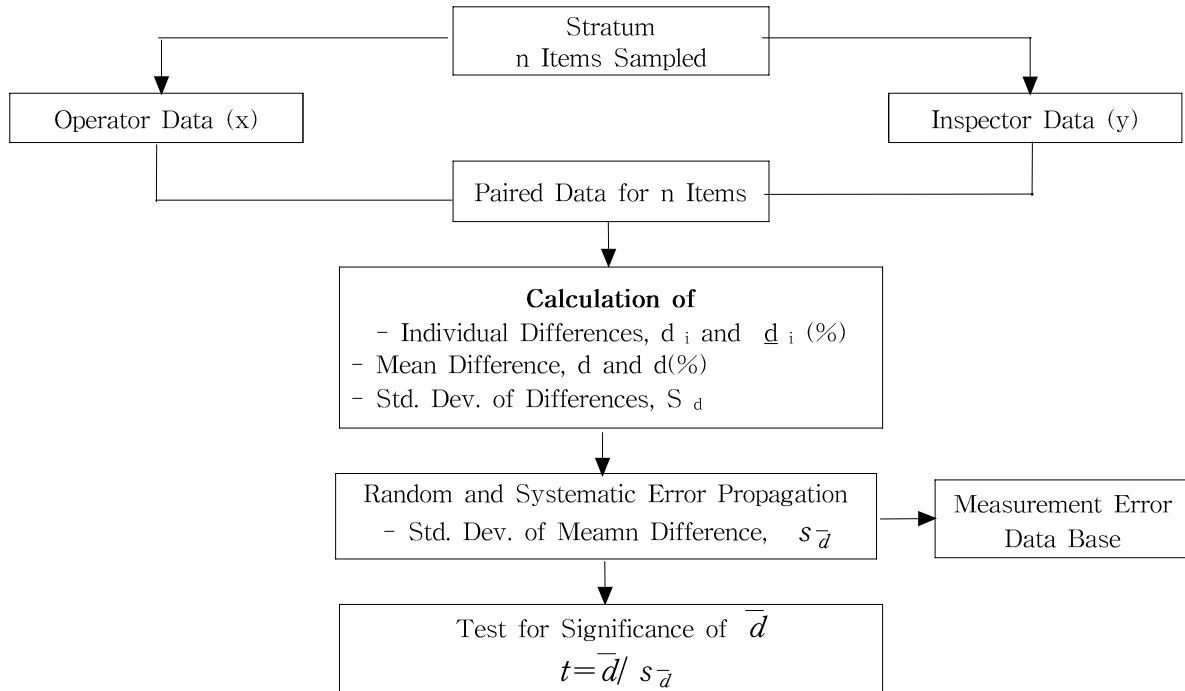 Stratum
n Items Sampled
Operator Data (x)
Inspector Data (y)
Paired Data for n Items
Calculation of
- Individual Differences, d i and d i (%)
- Mean Difference, d and d(%)
- Std. Dev. of Differences, S d
Random and Systematic Error Propagation
- Std. Dev. of Meamn Difference, s d̅
Measurement Error
Data Base
Test for Significance of d̅
t=d̅/ s d̅